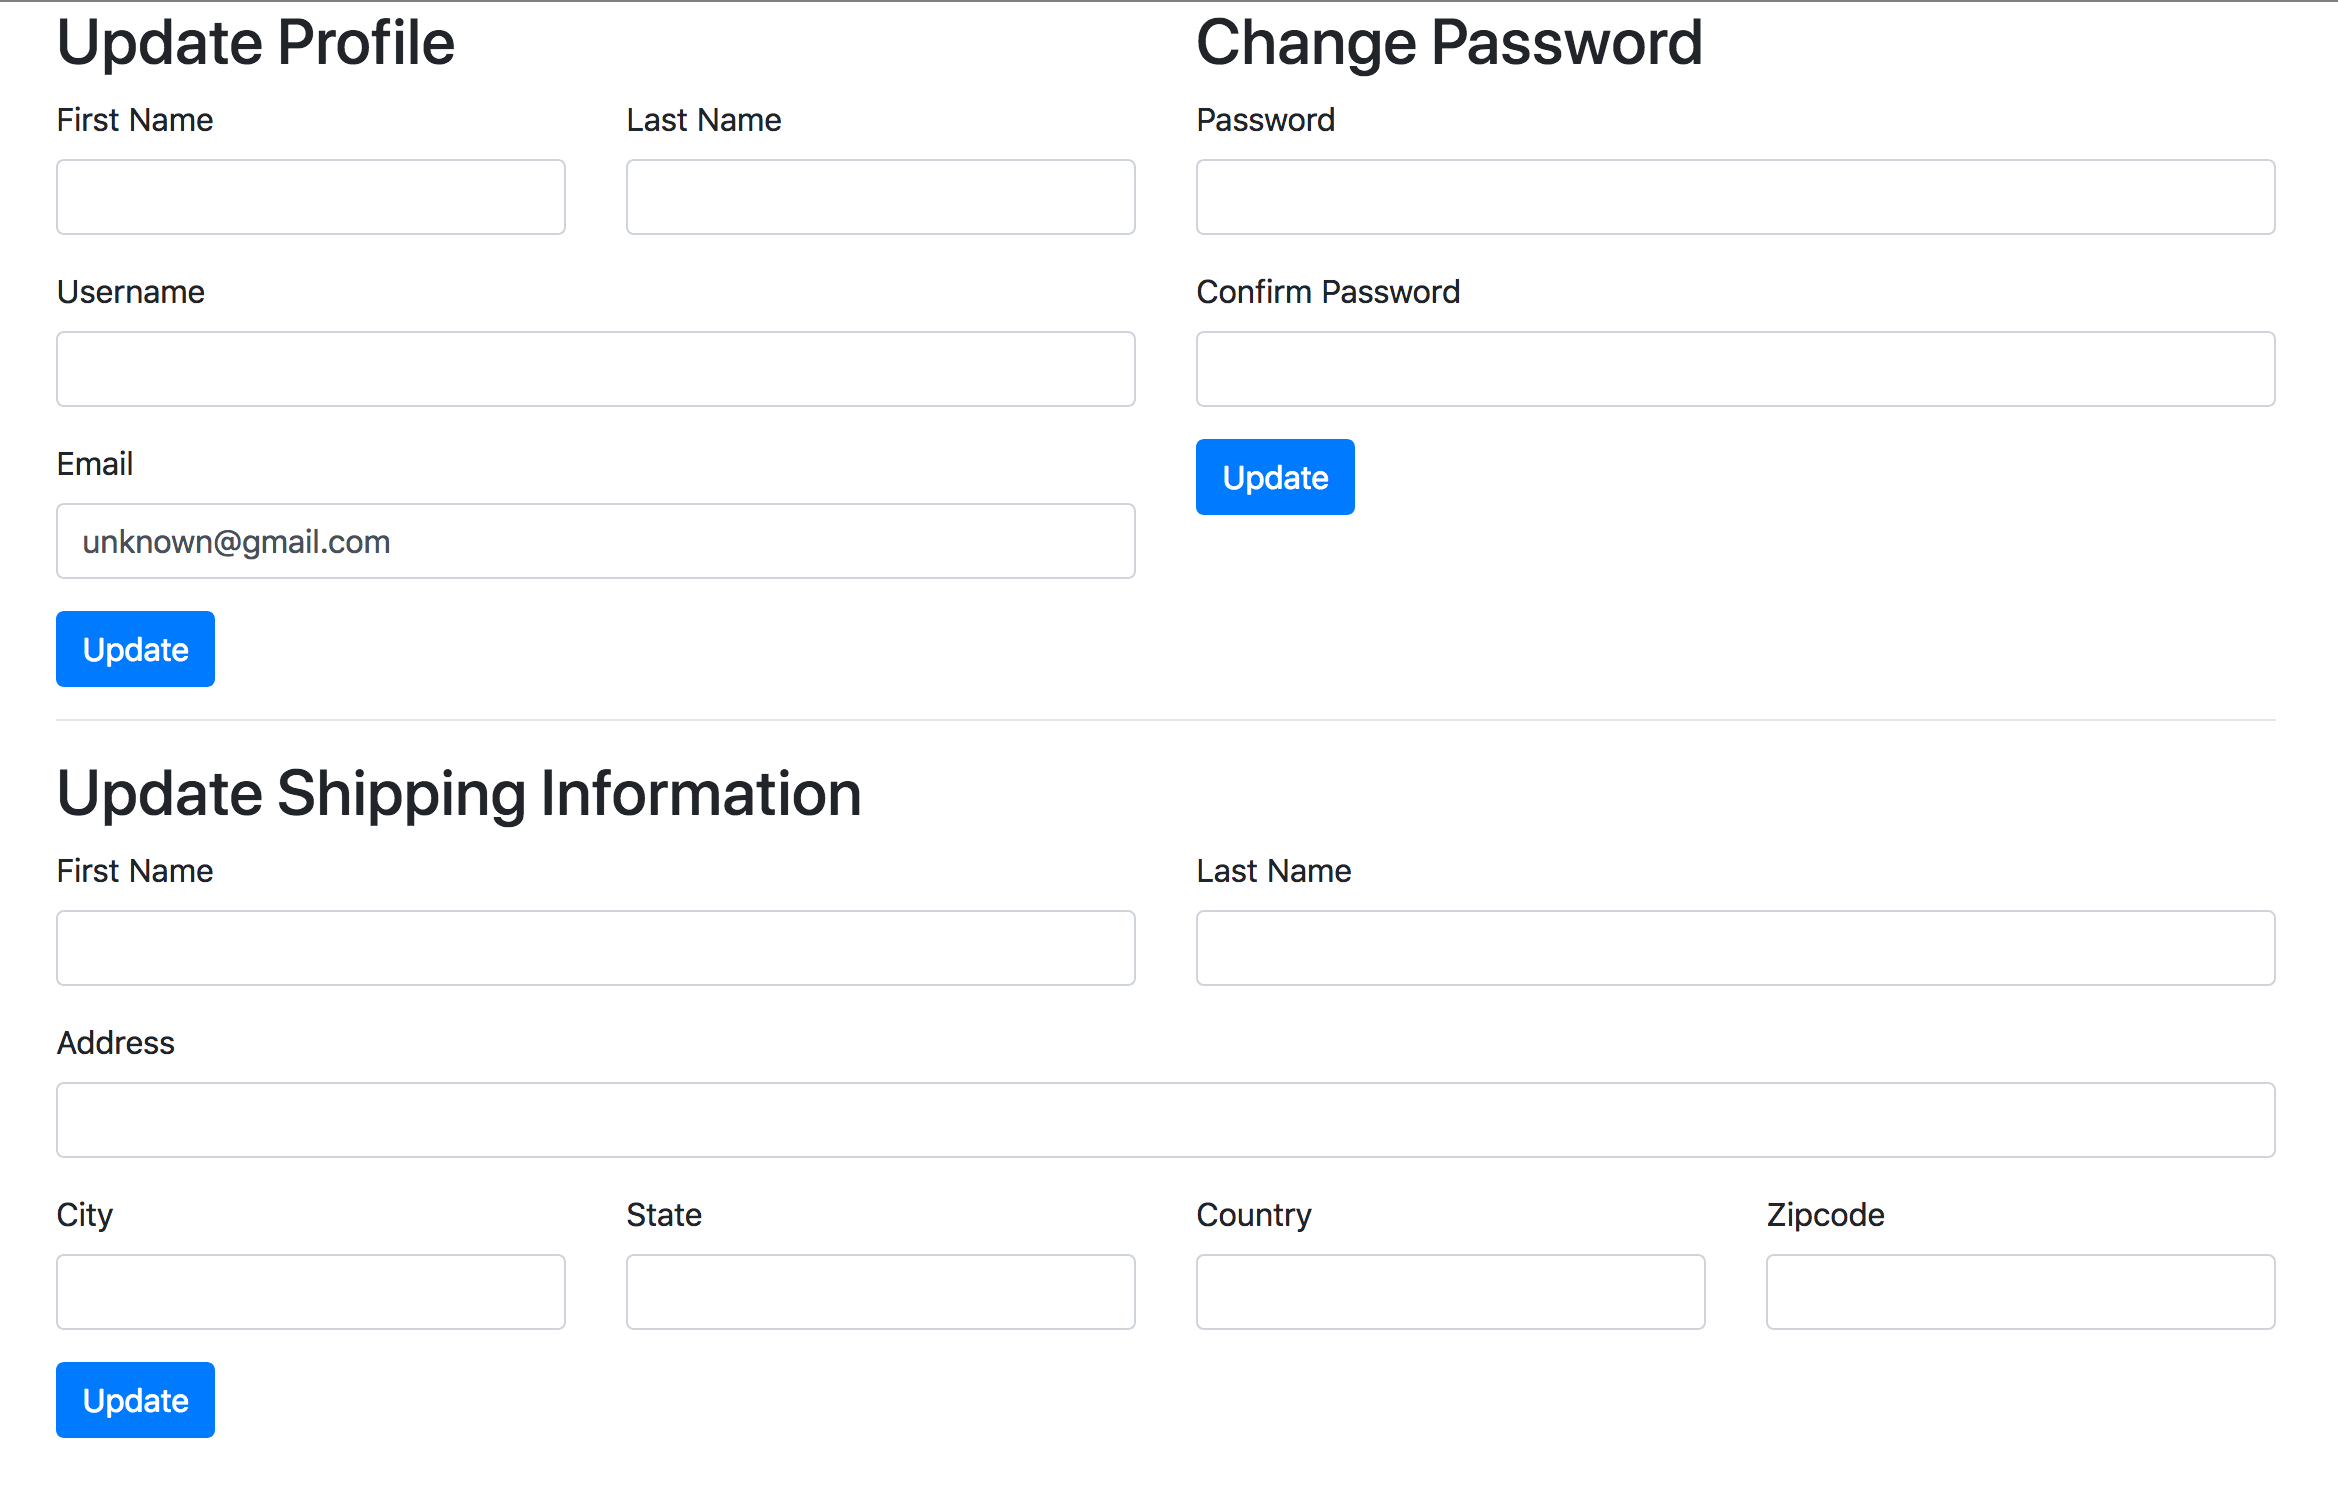 Update Profile
First Name
Last Name
Username
Email
unknown@gmail.com
Update
Change Password
Password
Confirm Password
Update
Update Shipping Information
First Name
Last Name
Address
City
State
Country
Zipcode
Update